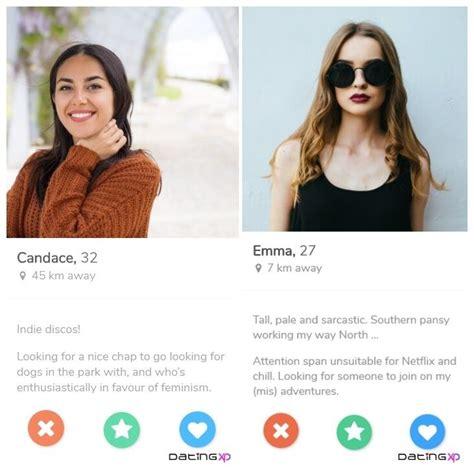 Candace, 32
45 km away
Indie discos!
Looking for a nice chap to go looking for
dogs in the park with, and who's
enthusiastically in favour of feminism.
DatingXP
Emma, 27
7 km away
Tall, pale and sarcastic. Southern pansy
working my way North ...
Attention span unsuitable for Netflix and
chill. Looking for someone to join on my
(mis) adventures.
DatingXP